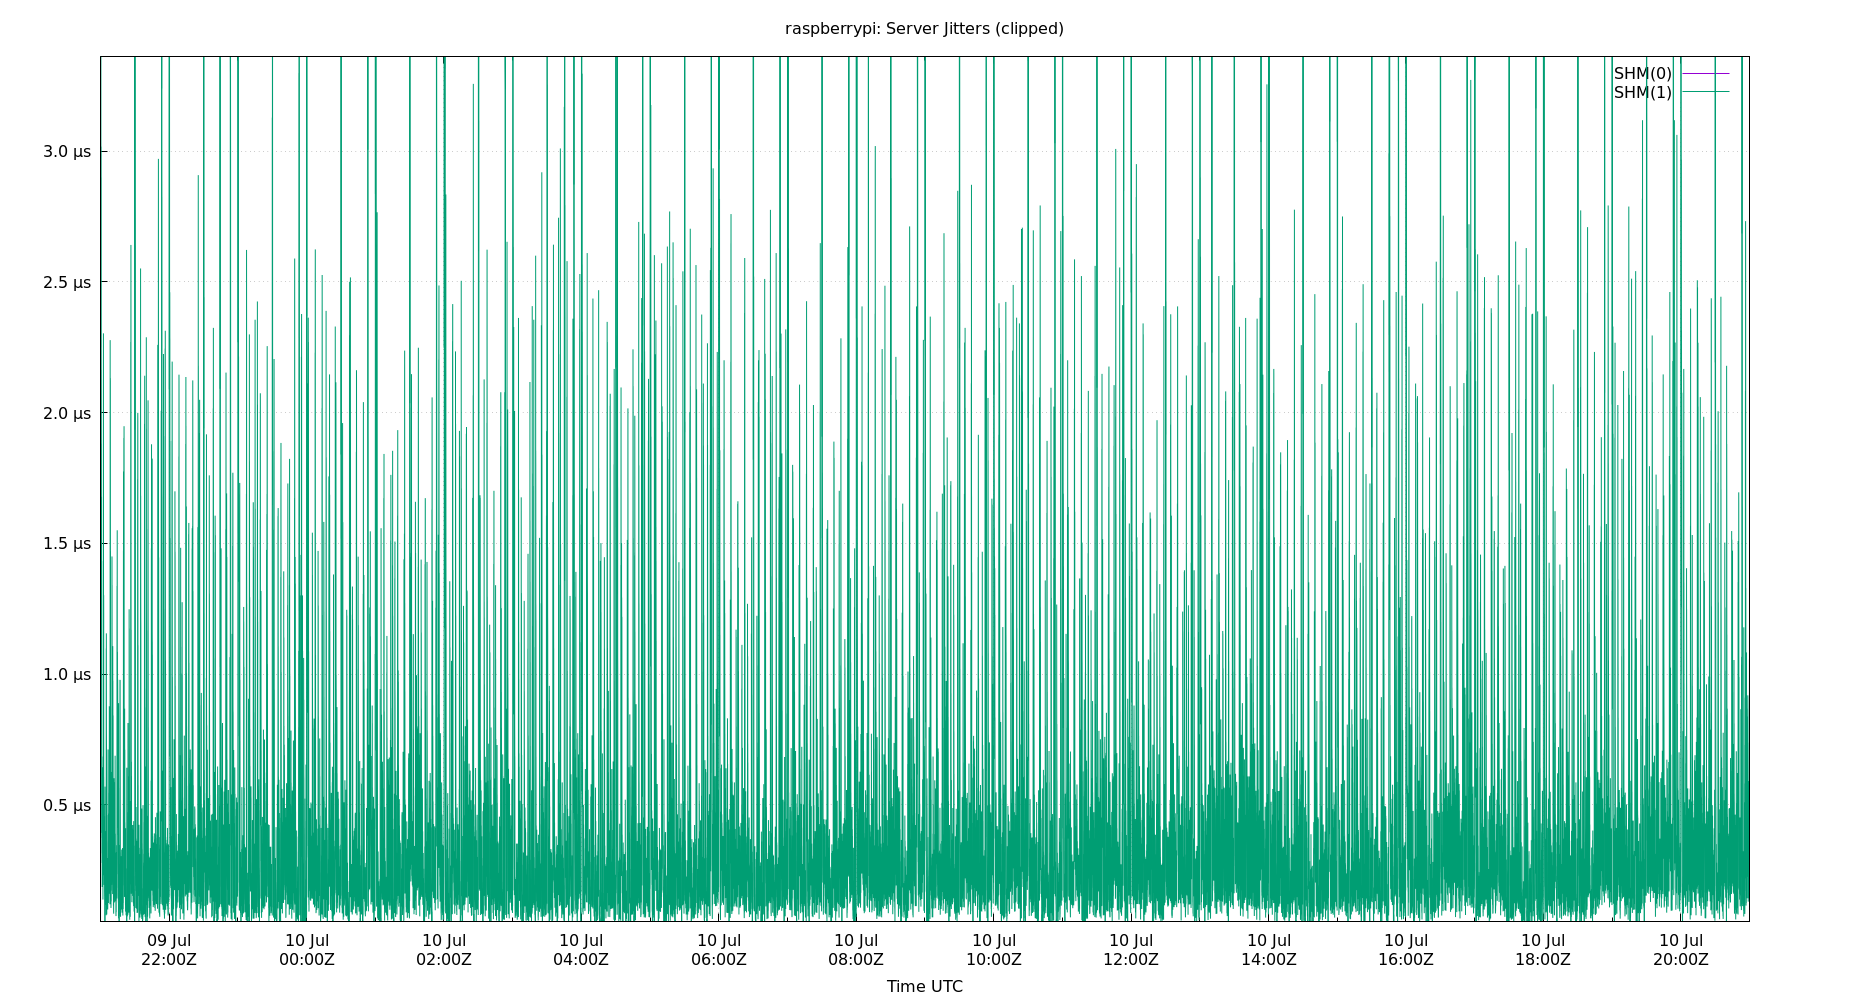 raspberrypi: Server Jitters (clipped)
SHM(0)
SHM(1)
3.0 µs
2.5 µs
2.0 µs
1.5 µs
1.0 µs
0.5 µs
09 Jul 10 Jul 10 Jul 10 Jul 10 Jul 10 Jul 10 Jul 10 Jul 10 Jul 10 Jul 10 Jul 10 Jul
22:00Z 00:00Z 02:00Z 04:00Z 06:00Z 08:00Z 10:00Z 12:00Z 14:00Z 16:00Z 18:00Z 20:00Z
Time UTC